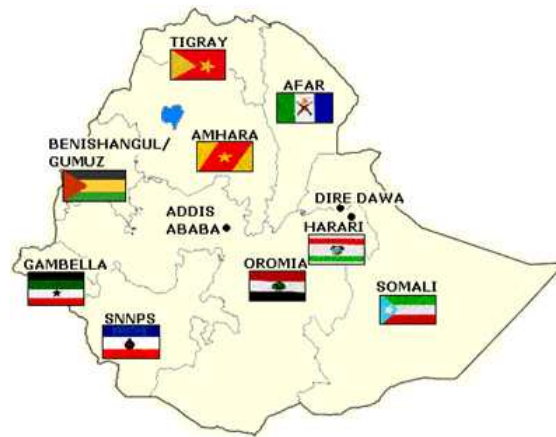 TIGRAY
AFAR
AMHARA
BENISHANGUL/
GUMUZ
DIRE DAWA
ADDIS
ABABA
HARARI
GAMBELLA
OROMIA
SOMALI
SNNPS